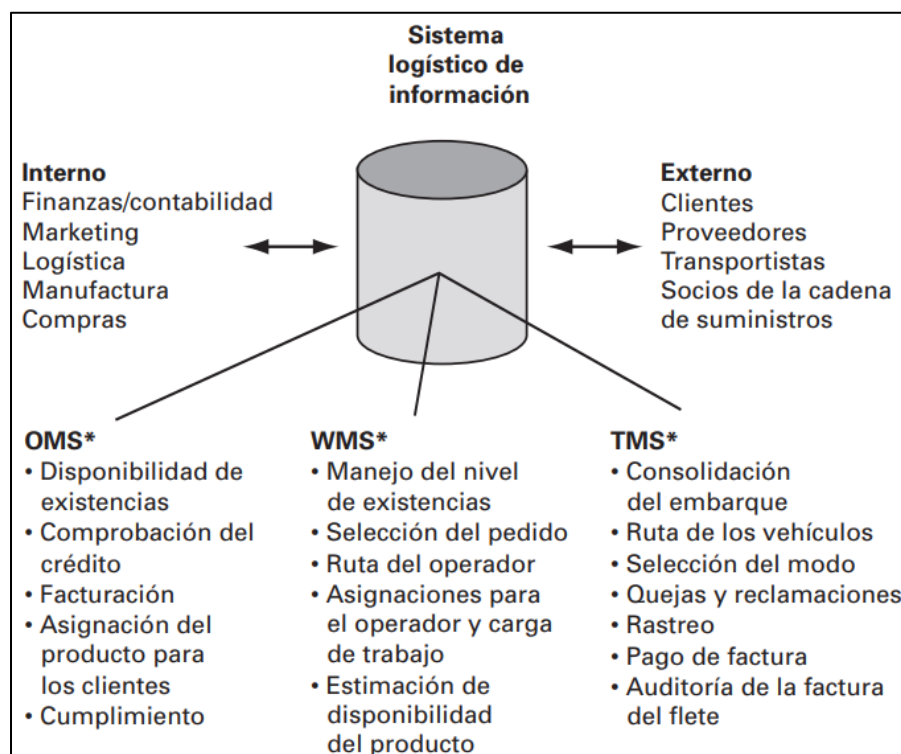 Sistema
logístico de
información
Interno
Finanzas/contabilidad
Marketing
Logística
Manufactura
Compras
Externo
Clientes
Proveedores
Transportistas
Socios de la cadena
de suministros
OMS*
• Disponibilidad de
existencias
• Comprobación del
crédito
• Facturación
• Asignación del
producto para
los clientes
• Cumplimiento
WMS*
• Manejo del nivel
de existencias
• Selección del pedido
• Ruta del operador
• Asignaciones para
el operador y carga
de trabajo
• Estimación de
disponibilidad
del producto
TMS*
• Consolidación
del embarque
• Ruta de los vehículos
• Selección del modo
• Quejas y reclamaciones
• Rastreo
• Pago de factura
• Auditoría de la factura
del flete